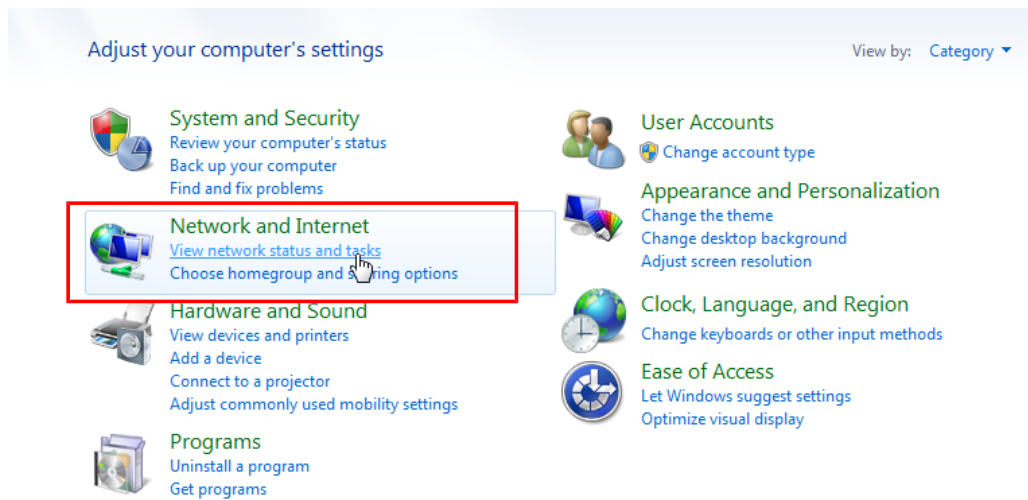 Adjust your computer's settings
View by: Category
System and Security
Review your computer's status
Back up your computer
Find and fix problems
Network and Internet
View network status and tasks
Choose homegroup and sharing options
Hardware and Sound
View devices and printers
Add a device
Connect to a projector
Adjust commonly used mobility settings
Programs
Uninstall a program
Get programs
User Accounts
Change account type
Appearance and Personalization
Change the theme
Change desktop background
Adjust screen resolution
Clock, Language, and Region
Change keyboards or other input methods
Ease of Access
Let Windows suggest settings
Optimize visual display